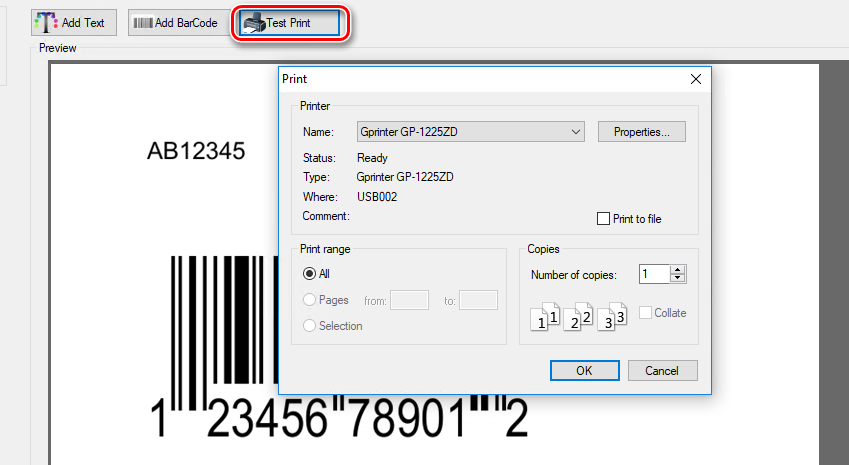 Add Text Add BarCode Test Print
Preview
AB12345
1 23456 78901 2
Print
Printer
Name: Gprinter GP-1225ZD Properties...
Status: Ready
Type: Gprinter GP-1225ZD
Where: USB002
Comment:
Print to file
Print range
All
Pages from: to:
Selection
Copies
Number of copies: 1
1 1 2 2 3 3 Collate
OK Cancel